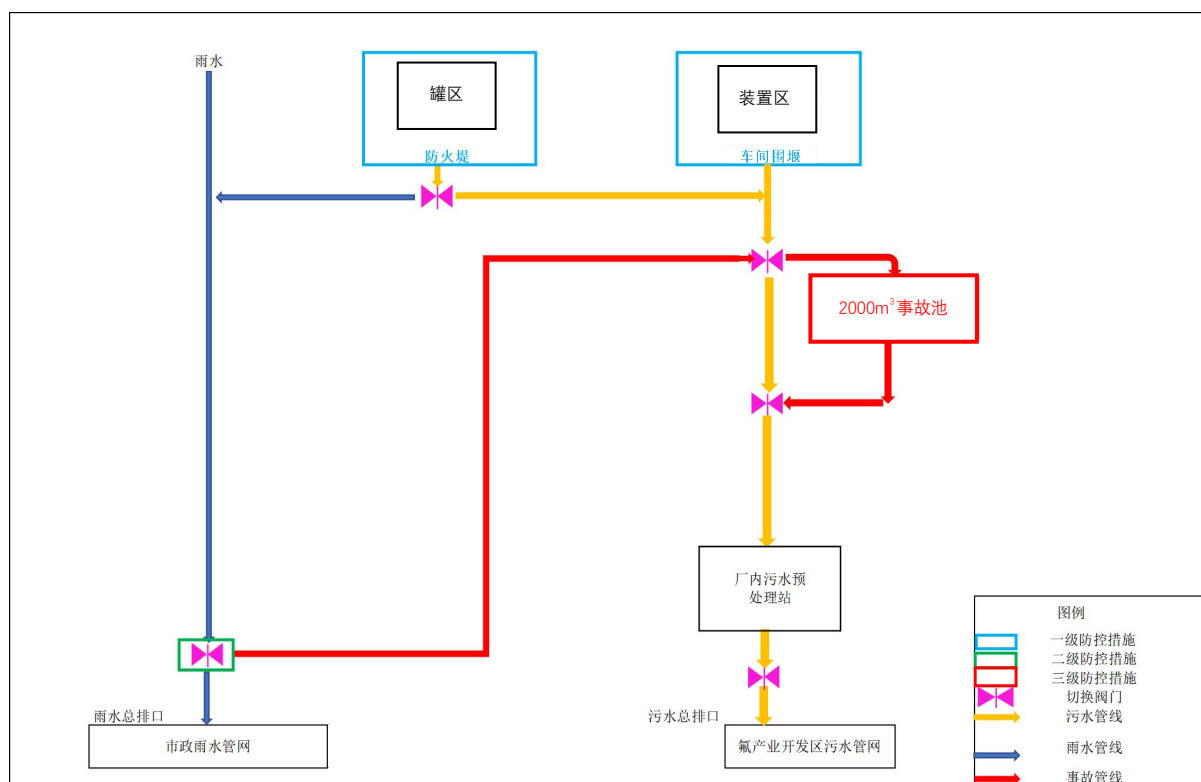 雨水
罐区
装置区
防火堤
车间围堰
2000m³事故池
厂内污水预
处理站
图例
一级防控措施
二级防控措施
三级防控措施
切换阀门
污水管线
雨水管线
事故管线
雨水总排口
污水总排口
市政雨水管网
氟产业开发区污水管网